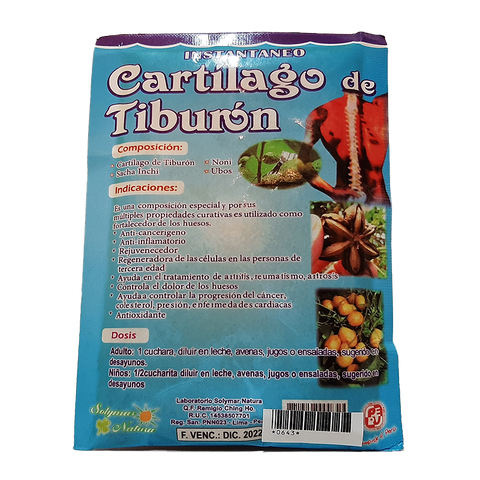 INSTANTANEO
Cartílago de
Tiburón
Composición:
· Cartilago de Tiburón ¤ Noni
· Sacha Inchi ¤ Ubos
Indicaciones:
Es una composición especial y por sus
múltiples propiedades curativas es utilizado como
fortalecedor de los huesos.
· Anti-cancerígeno
· Anti-inflamatorio
· Rejuvenecedor
· Regeneradora de las células en las personas de
tercera edad
· Ayuda en el tratamiento de artitis, reumatismo, artrosis
· Controla el dolor de los huesos
· Ayuda a controlar la progresión del cáncer,
colesterol, presión, enfermedades cardíacas
· Antioxidante
Dosis
Adulto: 1 cuchara, diluir en leche, avenas, jugos o ensaladas, sugerido en
desayunos.
Niños: 1/2cucharita diluir en leche, avenas, jugos o ensaladas, sugerido en
desayunos
Solymar
Natura
Laboratorio Solymar Natura
Q.F. Remigio Ching Ho.
R.U.C. 14538507701
Reg. San. PNN023 - Lima -
F. VENC.: DIC. 2022
*0643*